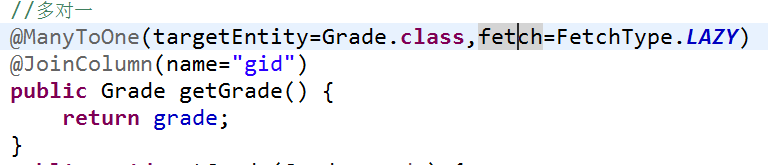 //多对一
@ManyToOne(targetEntity=Grade.class,fetch=FetchType.LAZY)
@JoinColumn(name="gid")
public Grade getGrade() {
return grade;
}